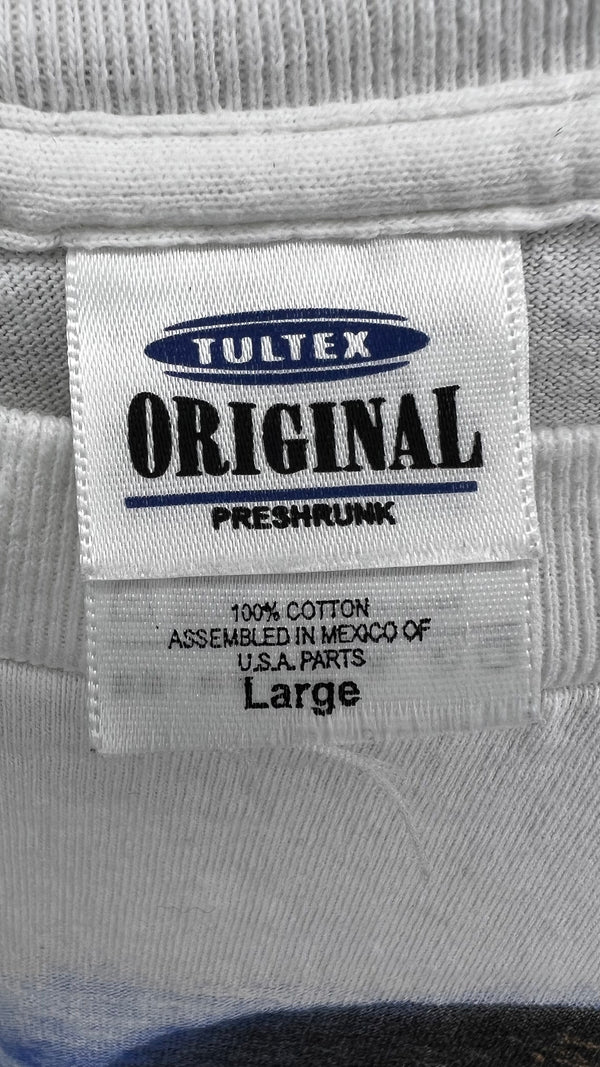 TULTEX
ORIGINAL
PRESHRUNK
100% COTTON
ASSEMBLED IN MEXICO OF
U.S.A. PARTS
Large